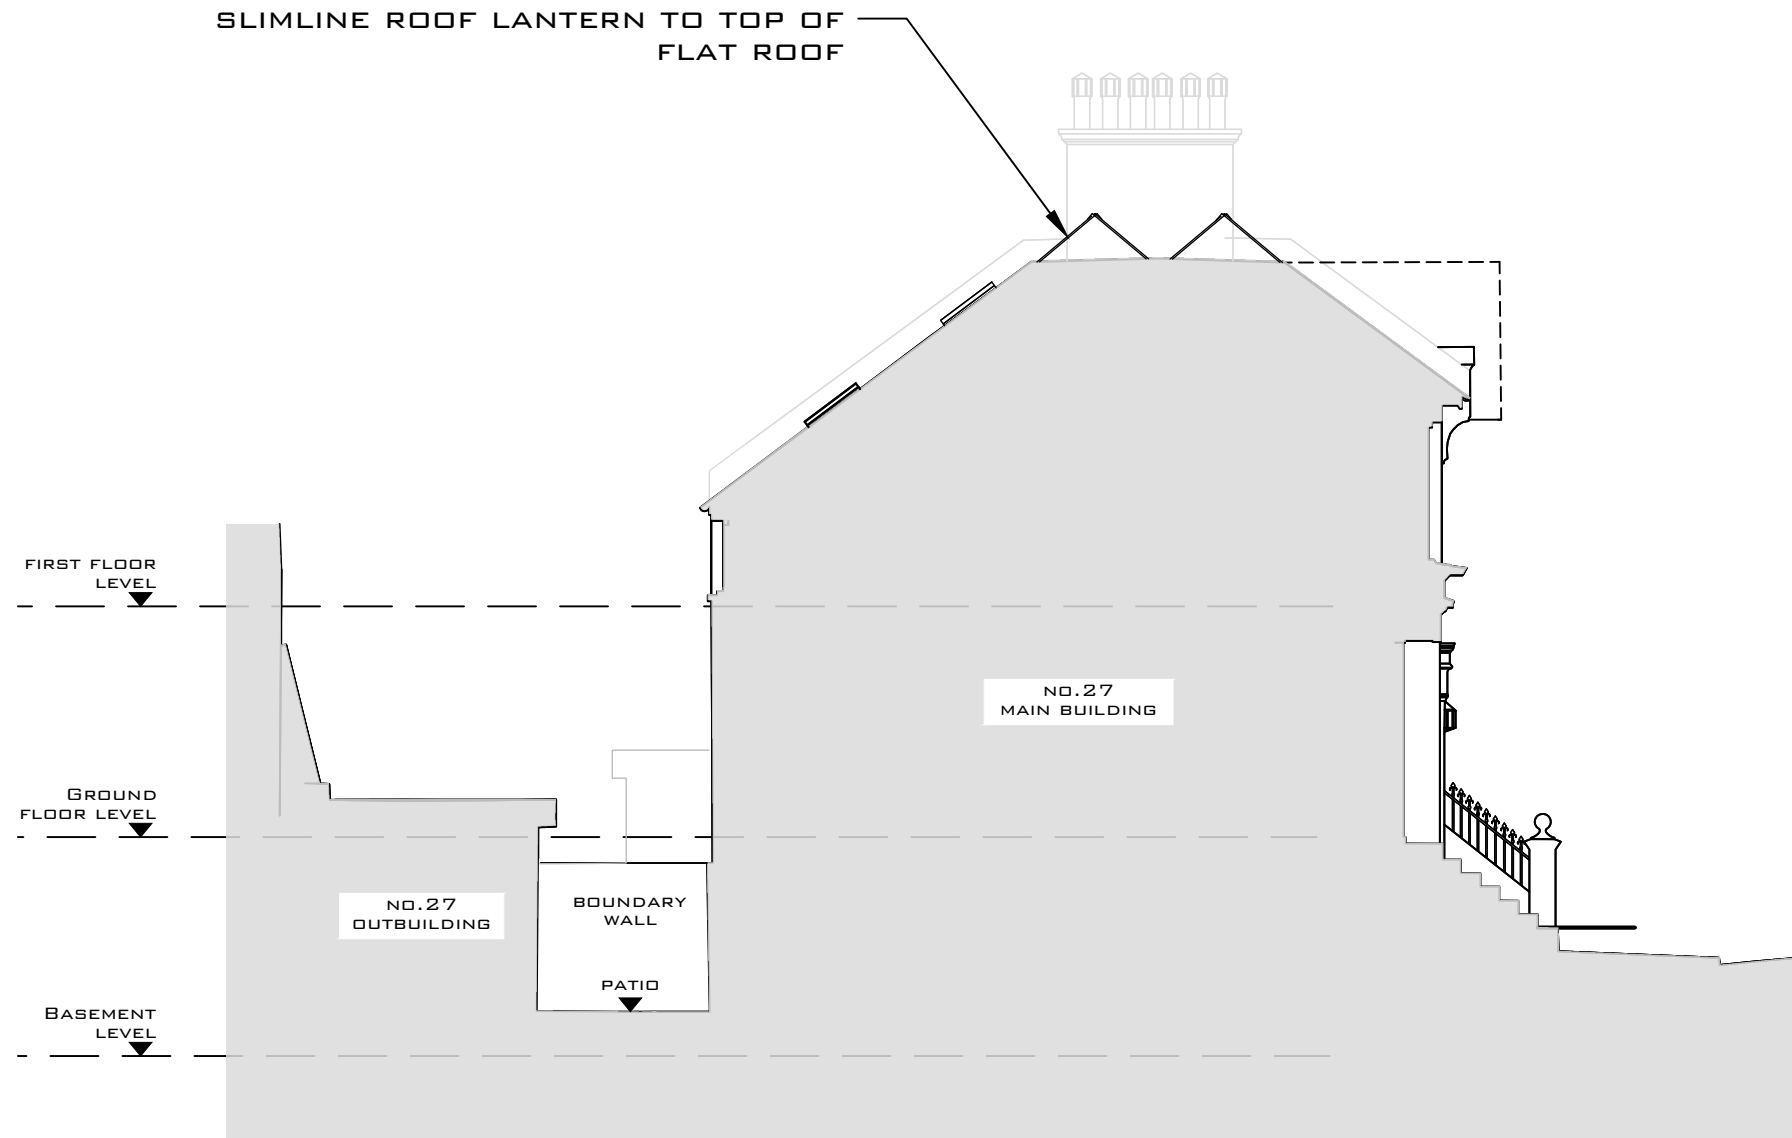 SLIMLINE ROOF LANTERN TO TOP OF
FLAT ROOF
FIRST FLOOR
LEVEL
NO.27
MAIN BUILDING
GROUND
FLOOR LEVEL
NO.27
OUTBUILDING
BOUNDARY
WALL
PATIO
BASEMENT
LEVEL